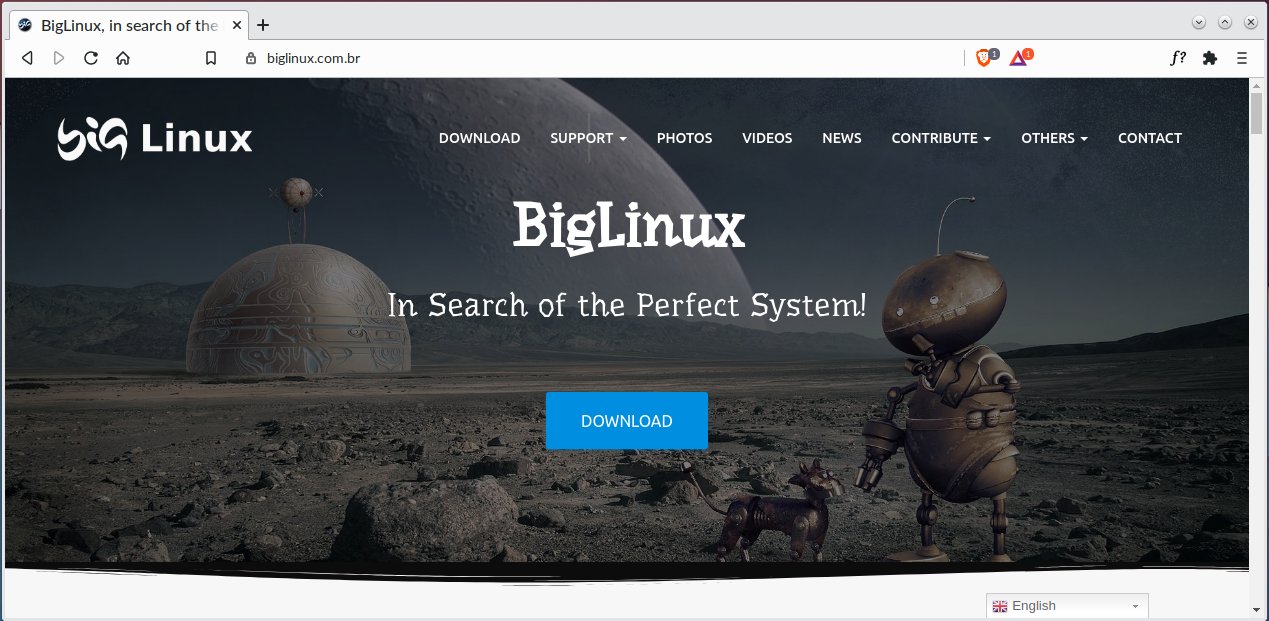 BigLinux, in search of the
biglinux.com.br
1
1
f?
big Linux
DOWNLOAD SUPPORT PHOTOS VIDEOS NEWS CONTRIBUTE OTHERS CONTACT
BigLinux
In Search of the Perfect System!
DOWNLOAD
English